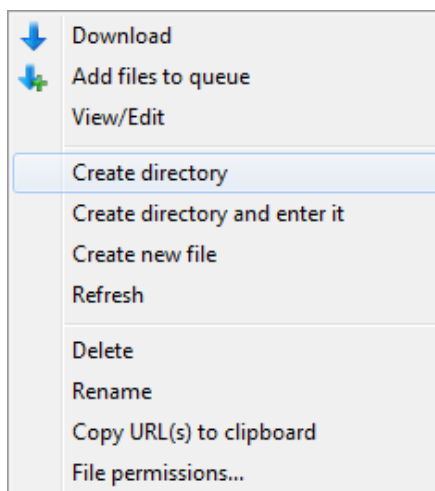 Download
Add files to queue
View/Edit
Create directory
Create directory and enter it
Create new file
Refresh
Delete
Rename
Copy URL(s) to clipboard
File permissions...